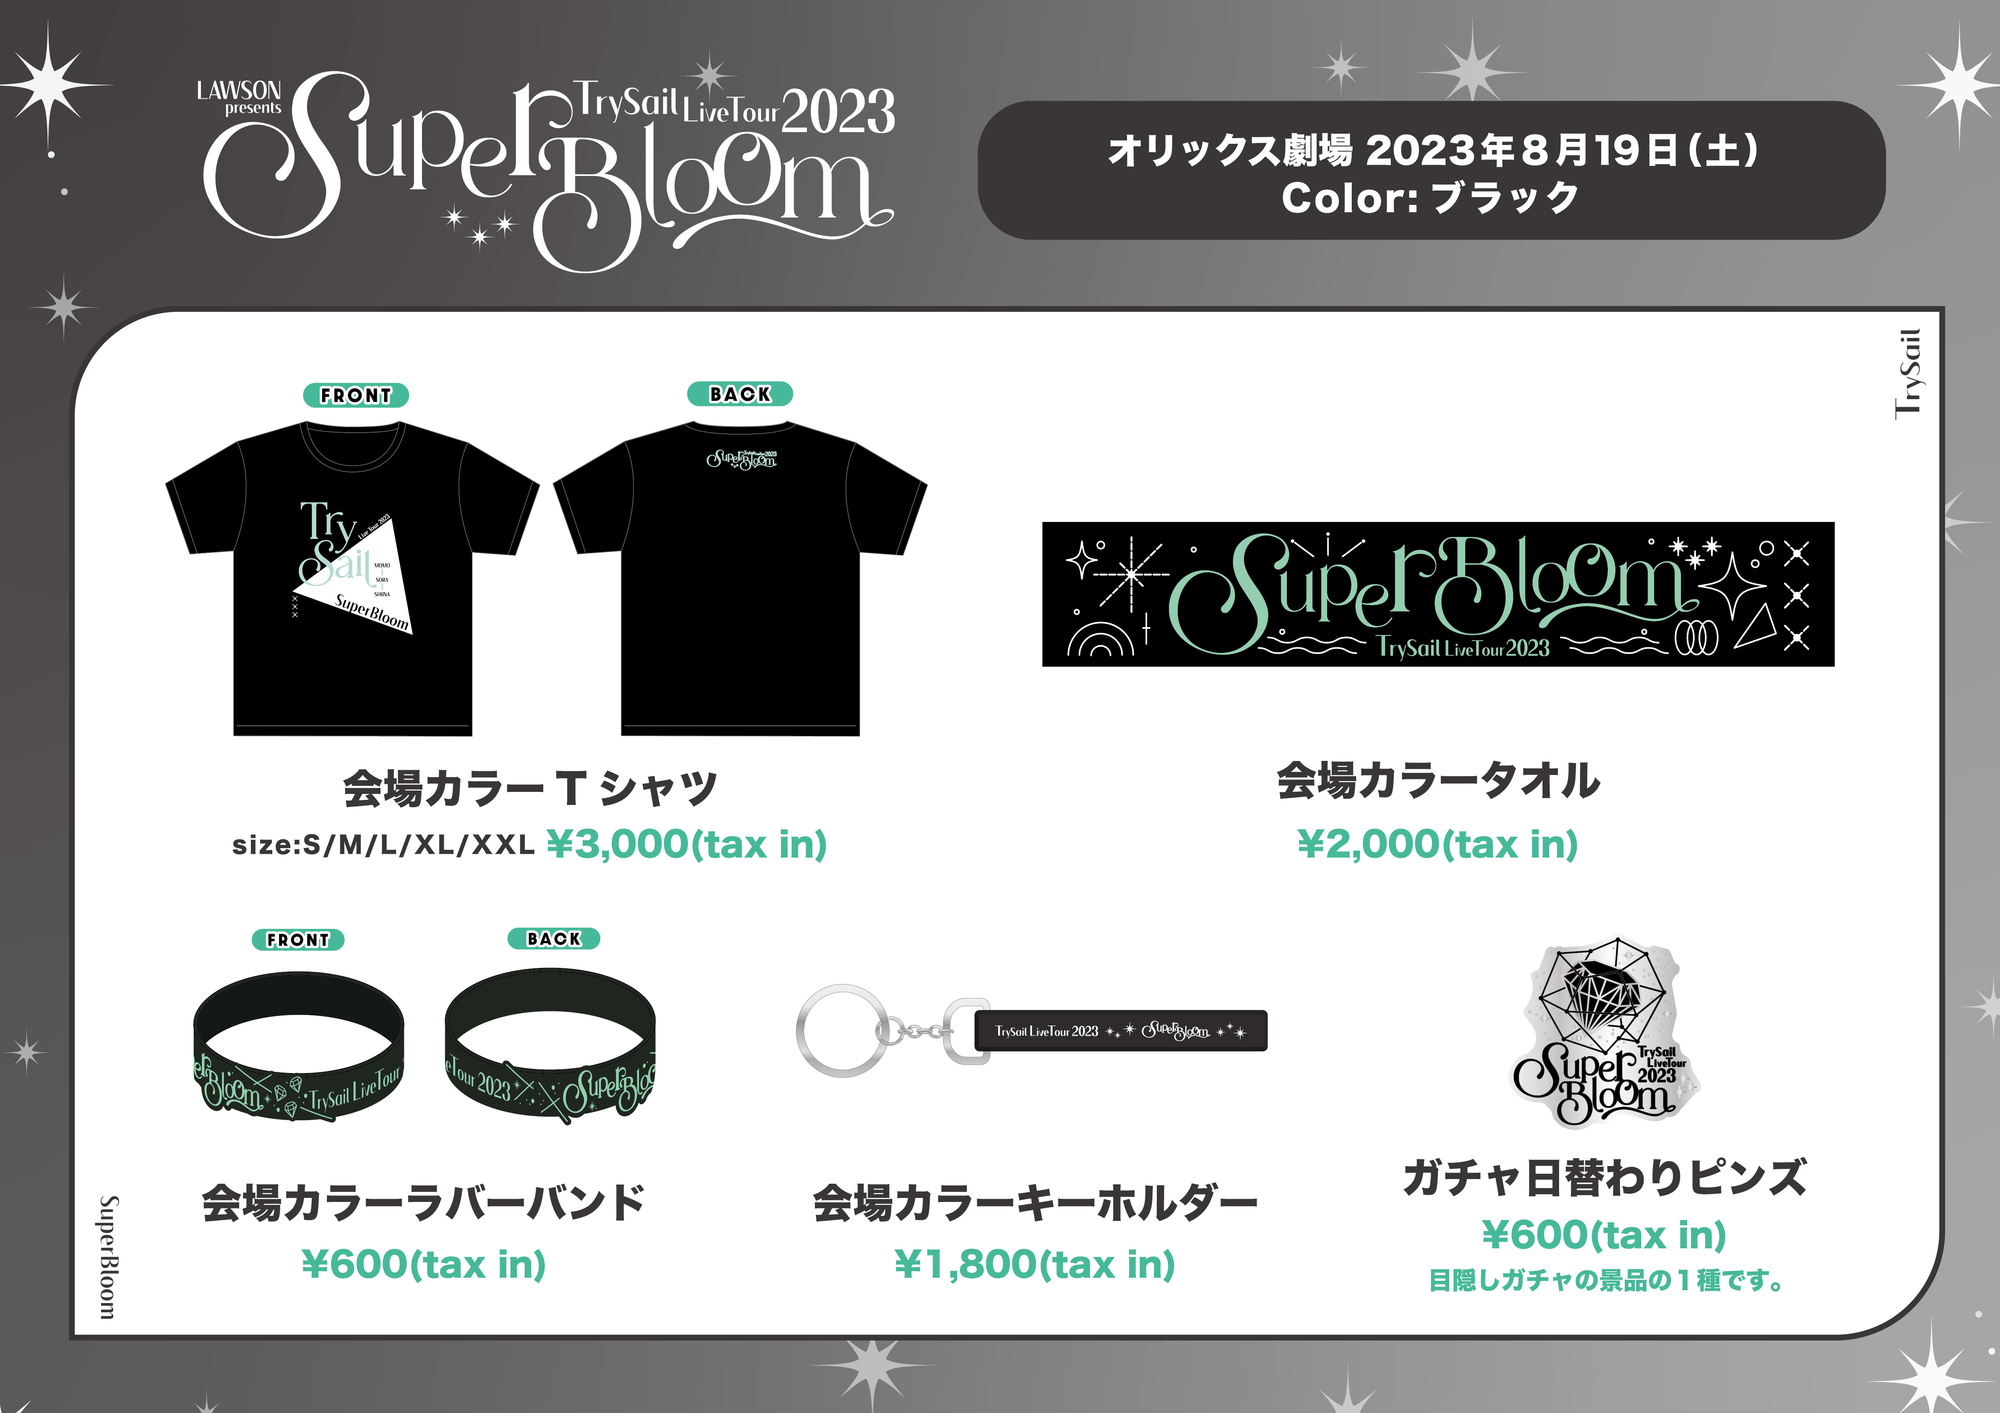 LAWSON
presents
SuperBloom
TrySail LiveTour 2023
オリックス劇場 2023年8月19日(土)
Color: ブラック
TrySail
FRONT
BACK
Try
Sail
Live Tour 2023
MOMO
SORA
SHIINA
SuperBloom
SuperBloom
SuperBloom
TrySail LiveTour 2023
会場カラーTシャツ
size:S/M/L/XL/XXL ¥3,000(tax in)
会場カラータオル
¥2,000(tax in)
FRONT
BACK
erBloom TrySail LiveTour
eTour 2023 SuperBloo
TrySail LiveTour 2023 SuperBloom
TrySail
LiveTour
2023
Super
Bloom
会場カラーラバーバンド
¥600(tax in)
会場カラーキーホルダー
¥1,800(tax in)
ガチャ日替わりピンズ
¥600(tax in)
目隠しガチャの景品の1種です。
SuperBloom